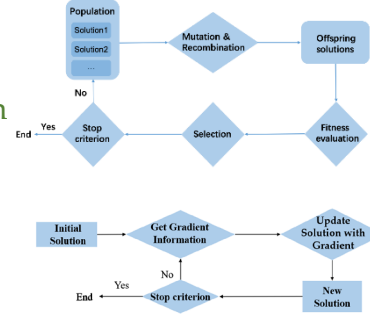 Population
Solution1
Solution2
...
Mutation &
Recombination
Offspring
solutions
No
n
End
Yes
Stop
criterion
Selection
Fitness
evaluation
Initial
Solution
Get Gradient
Information
Update
Solution with
Gradient
No
Yes
End
Stop criterion
New
Solution